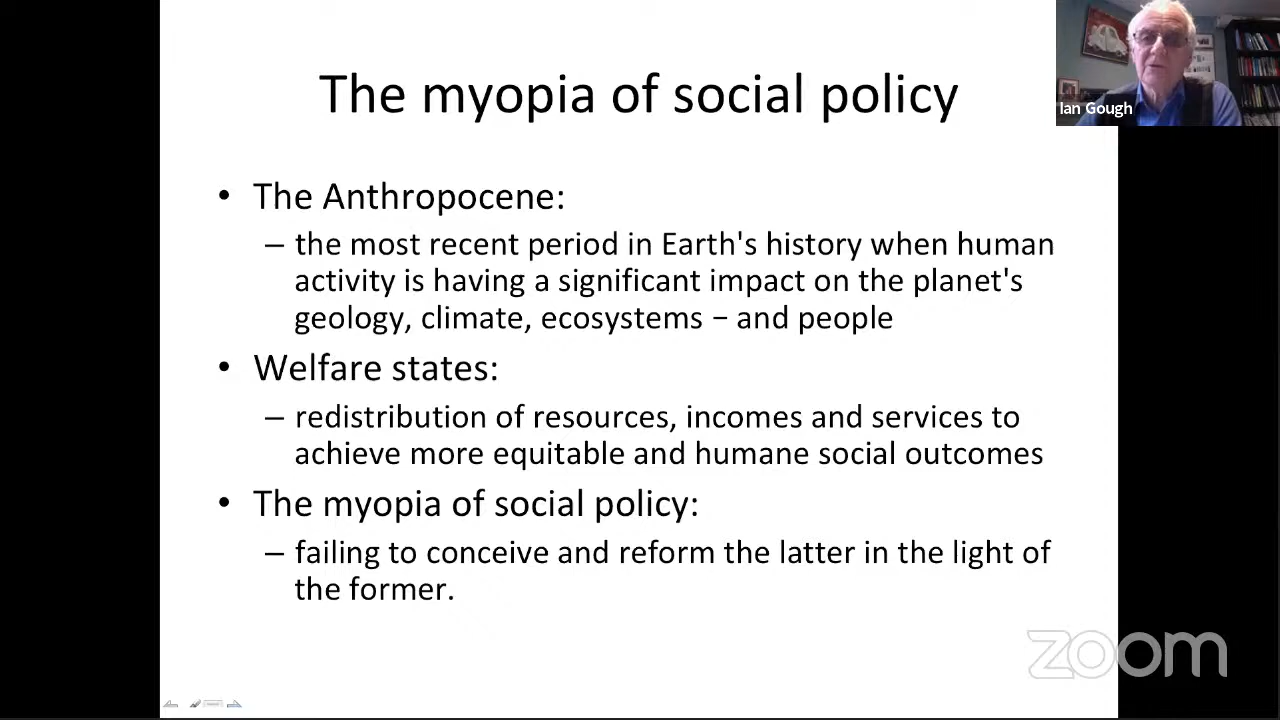 The myopia of social policy
Ian Gough
• The Anthropocene:
– the most recent period in Earth's history when human
activity is having a significant impact on the planet's
geology, climate, ecosystems − and people
• Welfare states:
– redistribution of resources, incomes and services to
achieve more equitable and humane social outcomes
• The myopia of social policy:
– failing to conceive and reform the latter in the light of
the former.
zoom